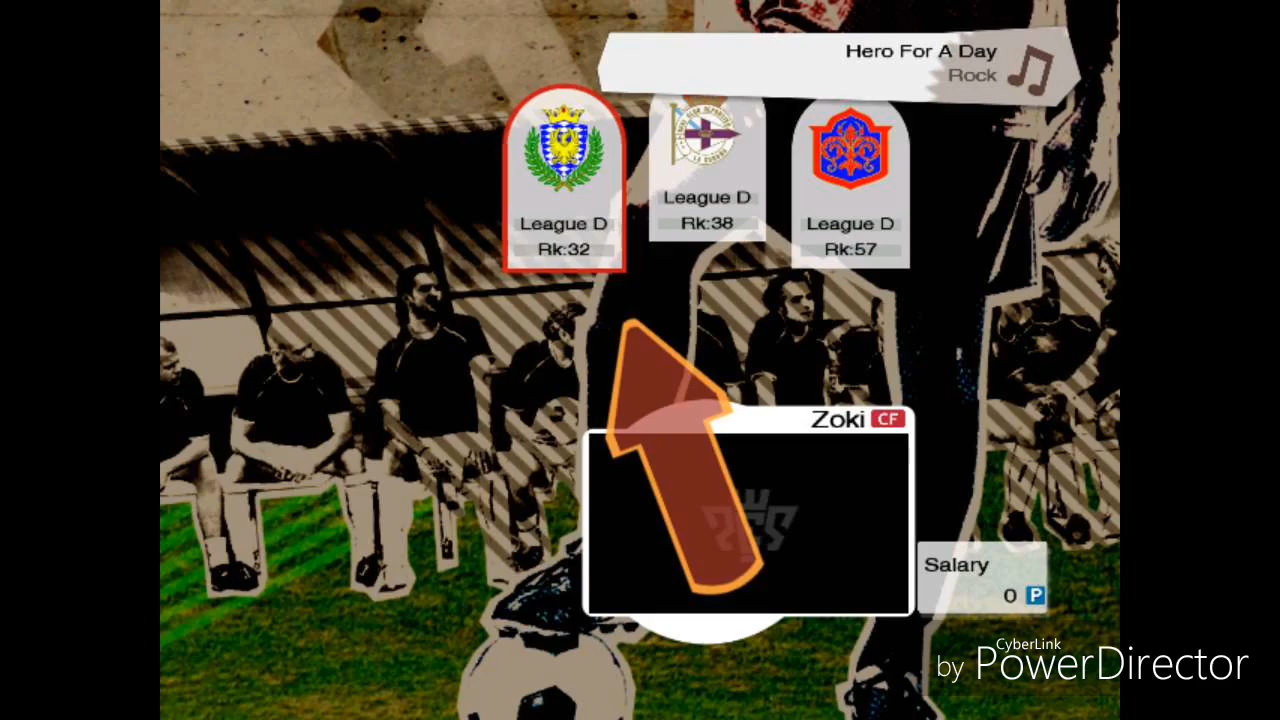 Hero For A Day
Rock
League D
Rk:32
League D
Rk:38
League D
Rk:57
Zoki CF
Salary
0 P
CyberLink
by PowerDirector